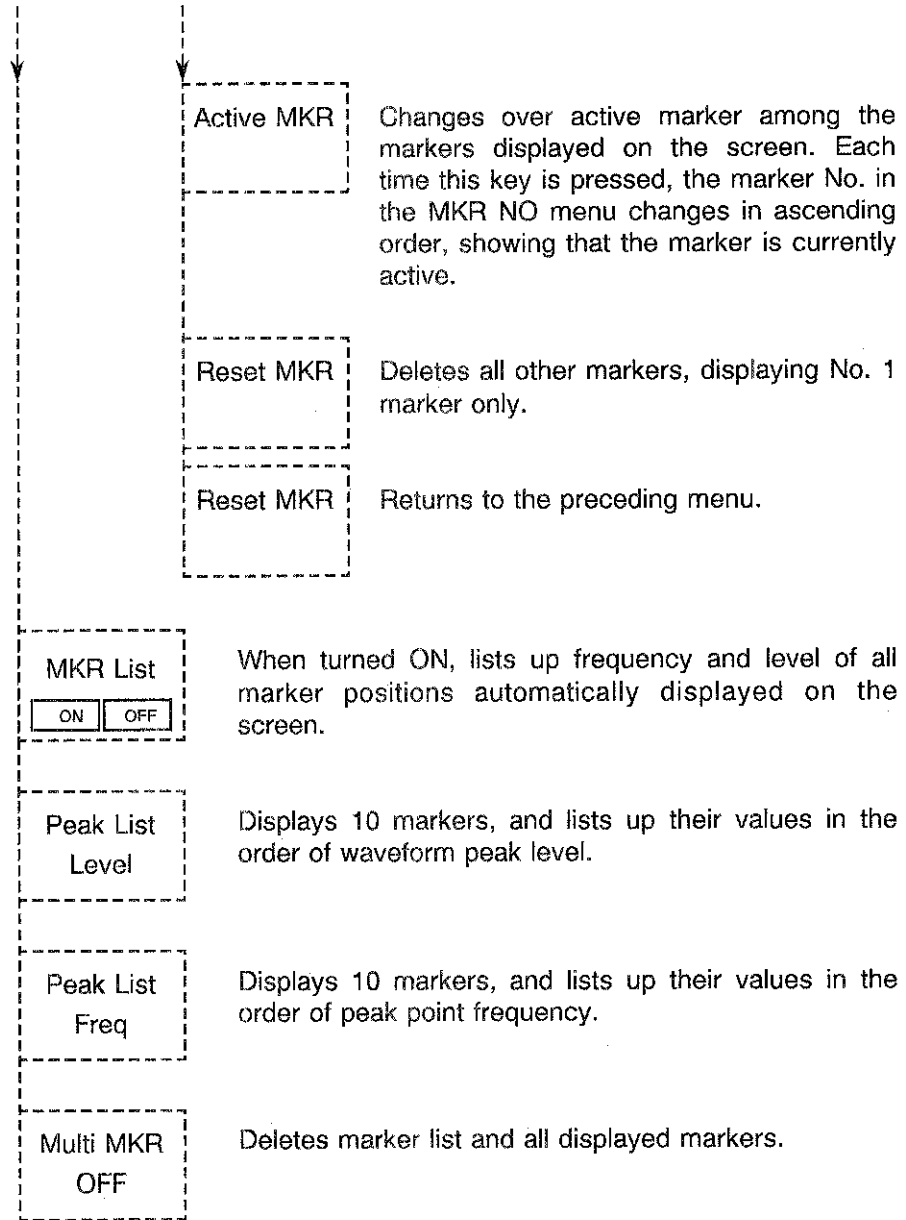 Active MKR
Changes over active marker among the
markers displayed on the screen. Each
time this key is pressed, the marker No. in
the MKR NO menu changes in ascending
order, showing that the marker is currently
active.
Reset MKR
Deletes all other markers, displaying No. 1
marker only.
Reset MKR
Returns to the preceding menu.
MKR List
ON OFF
When turned ON, lists up frequency and level of all
marker positions automatically displayed on the
screen.
Peak List
Level
Displays 10 markers, and lists up their values in the
order of waveform peak level.
Peak List
Freq
Displays 10 markers, and lists up their values in the
order of peak point frequency.
Multi MKR
OFF
Deletes marker list and all displayed markers.